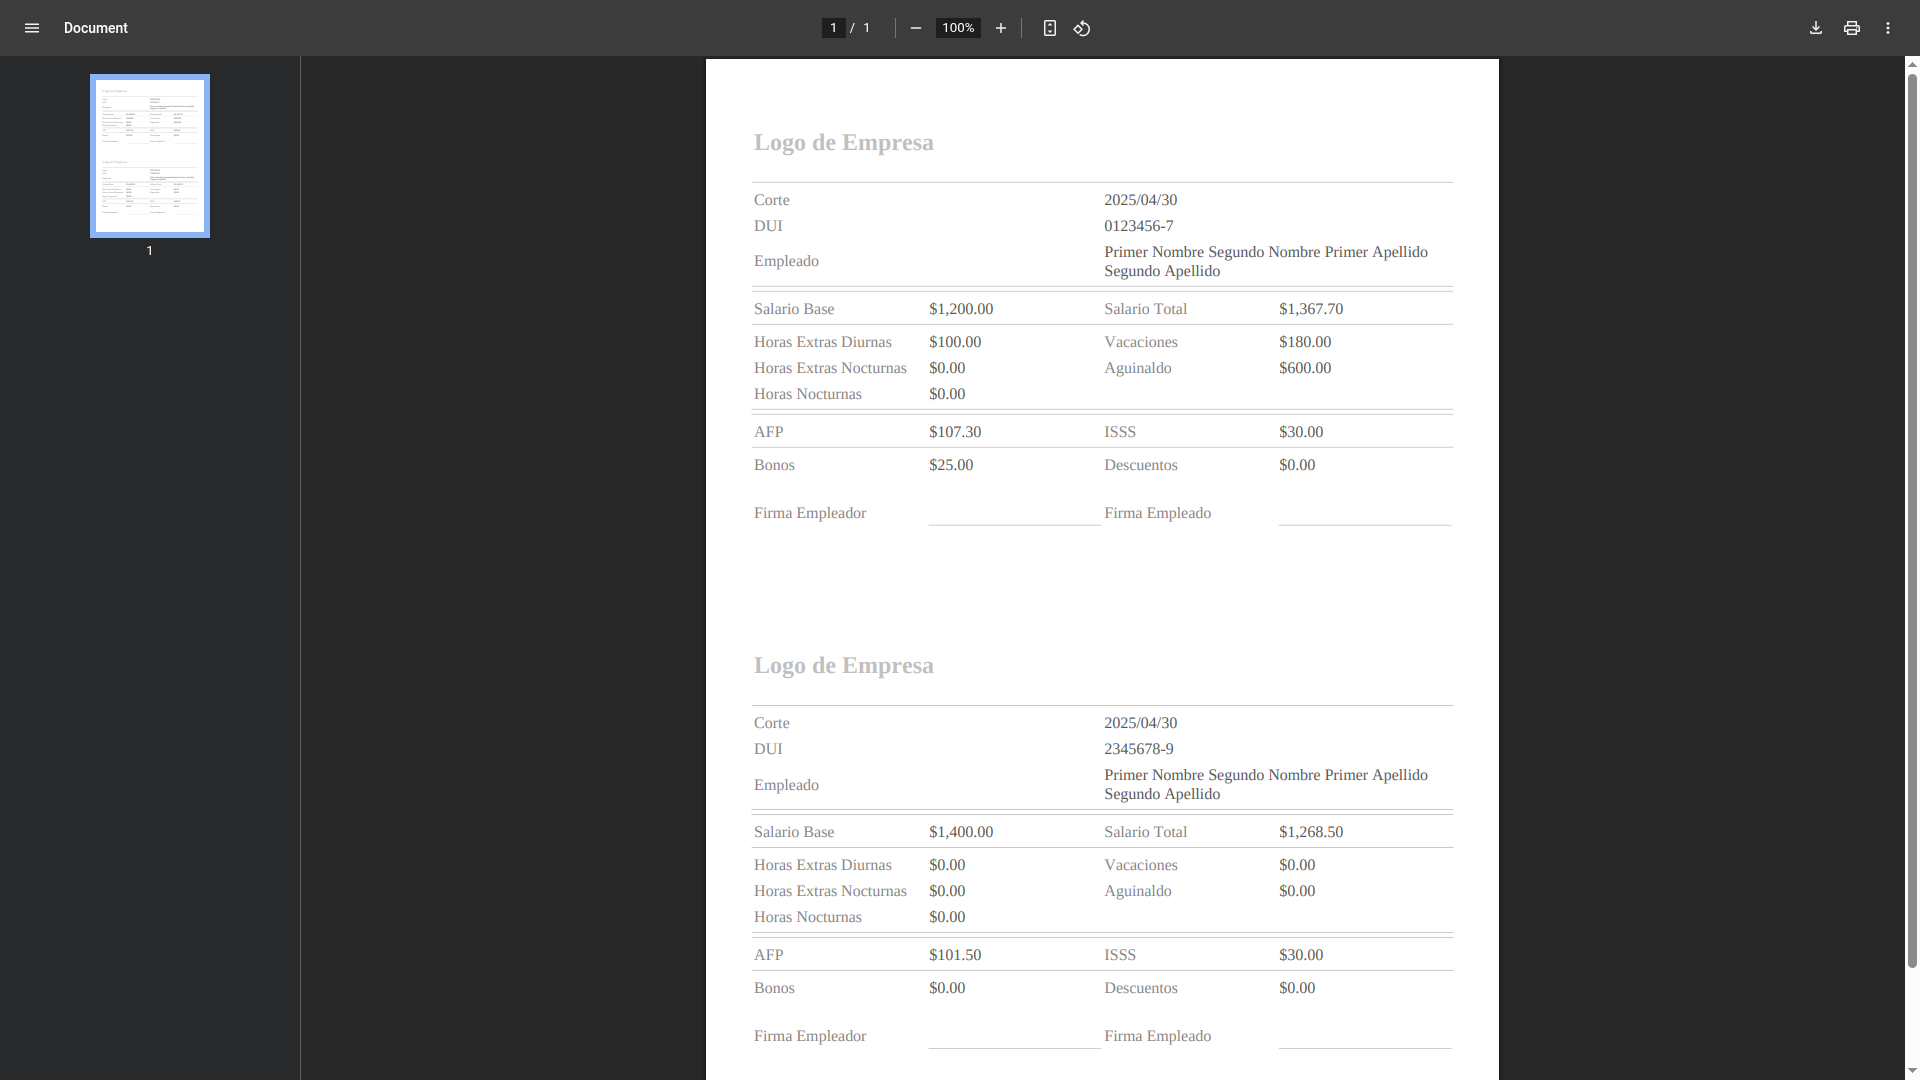 Document
1 / 1
100%
1
Logo de Empresa
Corte 2025/04/30
DUI 0123456-7
Empleado Primer Nombre Segundo Nombre Primer Apellido
Segundo Apellido
Salario Base $1,200.00 Salario Total $1,367.70
Horas Extras Diurnas $100.00 Vacaciones $180.00
Horas Extras Nocturnas $0.00 Aguinaldo $600.00
Horas Nocturnas $0.00
AFP $107.30 ISSS $30.00
Bonos $25.00 Descuentos $0.00
Firma Empleador Firma Empleado
Logo de Empresa
Corte 2025/04/30
DUI 2345678-9
Empleado Primer Nombre Segundo Nombre Primer Apellido
Segundo Apellido
Salario Base $1,400.00 Salario Total $1,268.50
Horas Extras Diurnas $0.00 Vacaciones $0.00
Horas Extras Nocturnas $0.00 Aguinaldo $0.00
Horas Nocturnas $0.00
AFP $101.50 ISSS $30.00
Bonos $0.00 Descuentos $0.00
Firma Empleador Firma Empleado